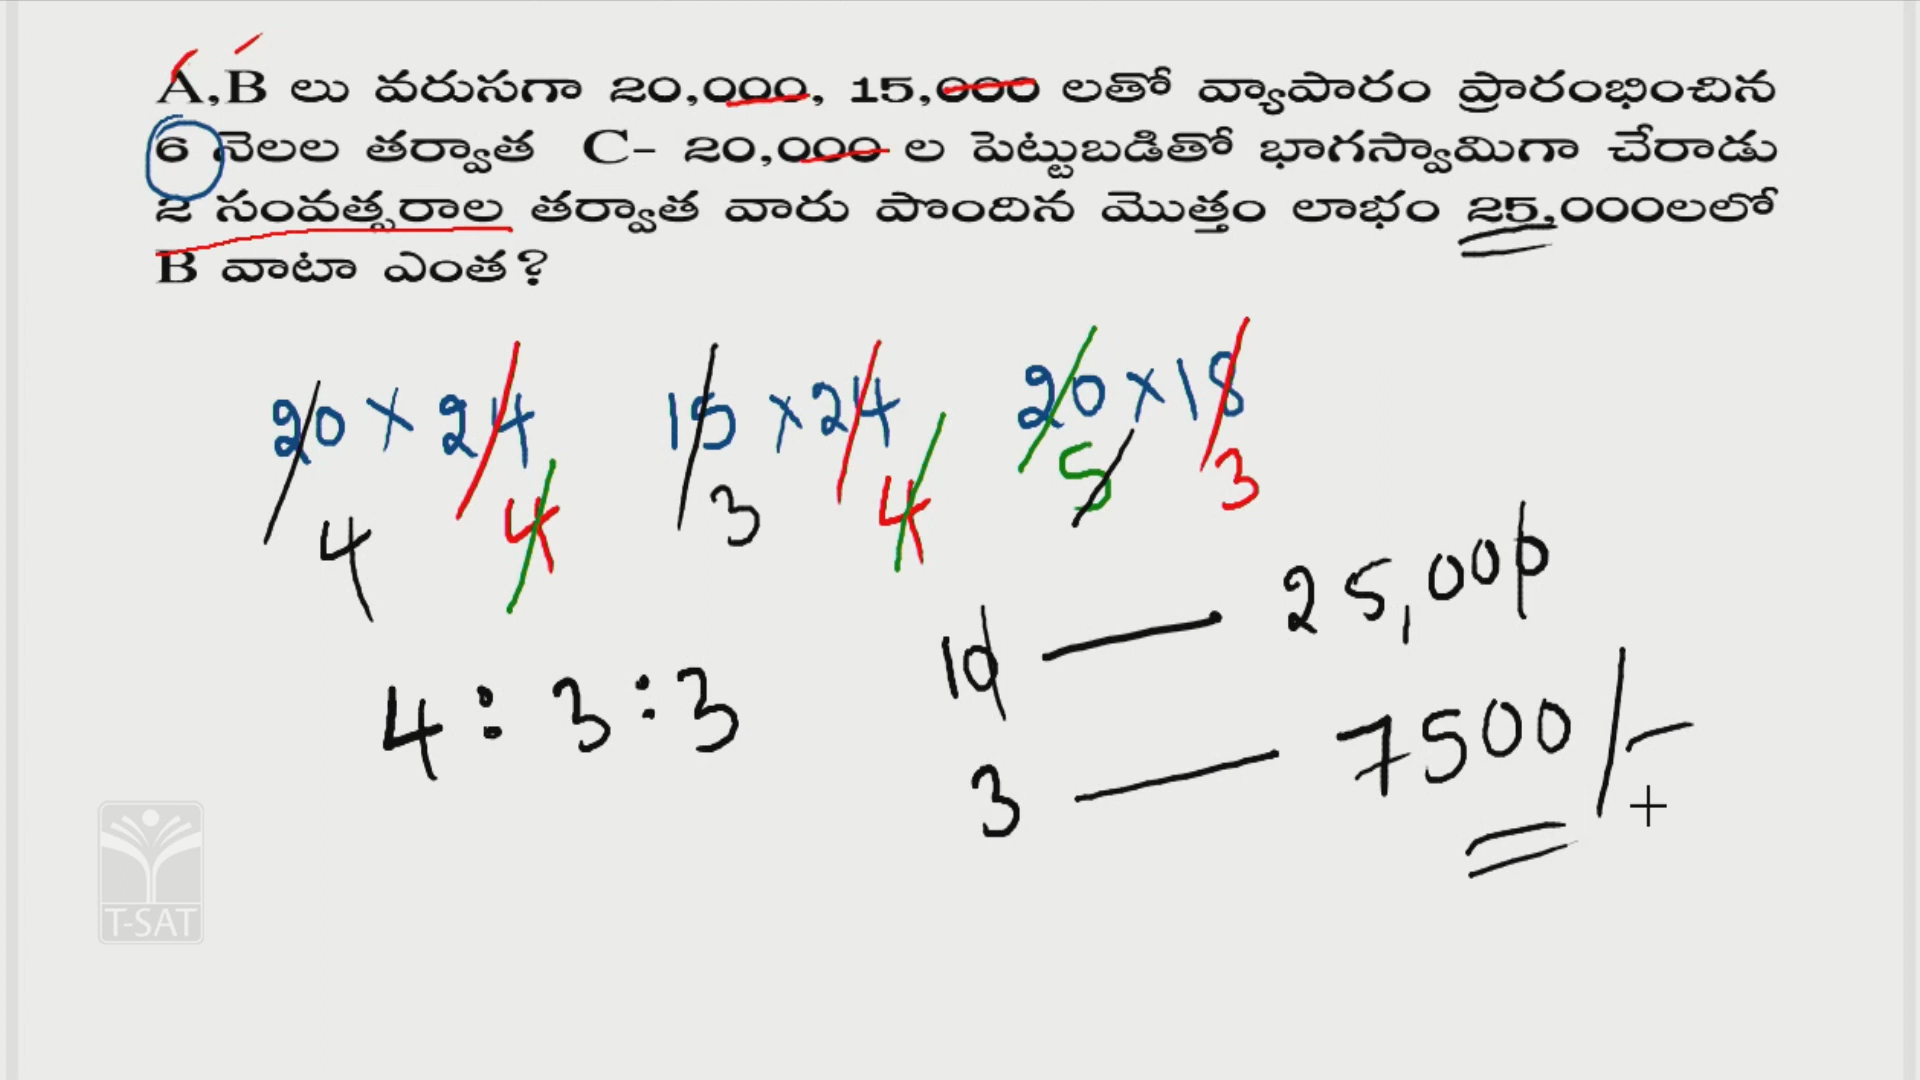 A,B లు వరుసగా 20,000, 15,000 లతో వ్యాపారం ప్రారంభించిన
6 నెలల తర్వాత C- 20,000 ల పెట్టుబడితో భాగస్వామిగా చేరాడు
2 సంవత్సరాల తర్వాత వారు పొందిన మొత్తం లాభం 25,000లలో
B వాటా ఎంత?
20 × 24 15 × 24 20 × 18
4 4 3 4 5 3
10 — 25,000
4 : 3 : 3
3 — 7500/-
T-SAT